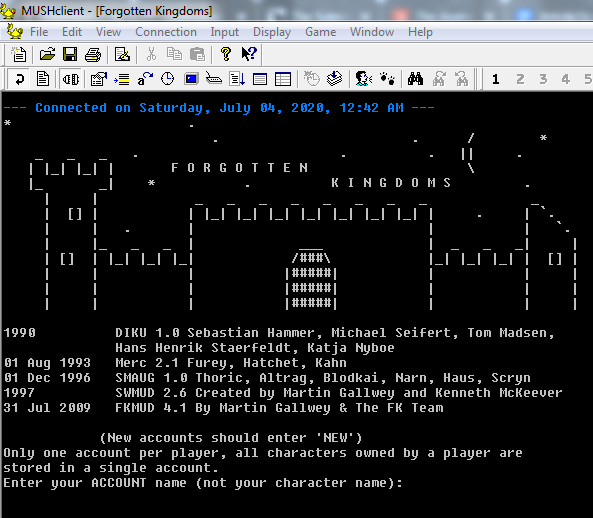 MUSHclient - [Forgotten Kingdoms]
File Edit View Connection Input Display Game Window Help
1 2 3 4 5
--- Connected on Saturday, July 04, 2020, 12:42 AM ---
F O R G O T T E N
K I N G D O M S
1990 DIKU 1.0 Sebastian Hammer, Michael Seifert, Tom Madsen,
Hans Henrik Staerfeldt, Katja Nyboe
01 Aug 1993 Merc 2.1 Furey, Hatchet, Kahn
01 Dec 1996 SMAUG 1.0 Thoric, Altrag, Blodkai, Narn, Haus, Scryn
1997 SWMUD 2.6 Created by Martin Gallwey and Kenneth McKeever
31 Jul 2009 FKMUD 4.1 By Martin Gallwey & The FK Team
(New accounts should enter 'NEW')
Only one account per player, all characters owned by a player are
stored in a single account.
Enter your ACCOUNT name (not your character name):